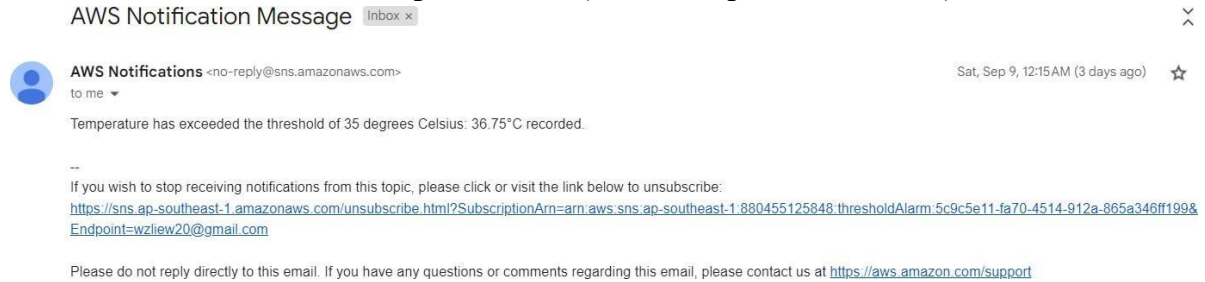 AWS Notification Message Inbox ×
AWS Notifications <no-reply@sns.amazonaws.com> Sat, Sep 9, 12:15 AM (3 days ago)
to me
Temperature has exceeded the threshold of 35 degrees Celsius: 36.75°C recorded.
--
If you wish to stop receiving notifications from this topic, please click or visit the link below to unsubscribe:
https://sns.ap-southeast-1.amazonaws.com/unsubscribe.html?SubscriptionArn=arn:aws:sns:ap-southeast-1:880455125848:thresholdAlarm:5c9c5e11-fa70-4514-912a-865a346ff199&
Endpoint=wzliew20@gmail.com
Please do not reply directly to this email. If you have any questions or comments regarding this email, please contact us at https://aws.amazon.com/support